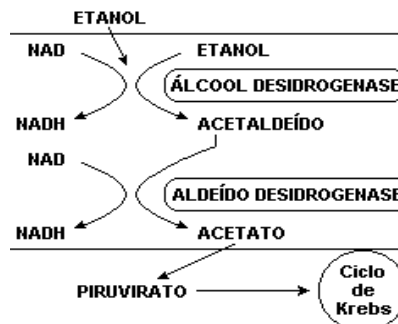 ETANOL
NAD ETANOL
ÁLCOOL DESIDROGENASE
NADH ACETALDEÍDO
NAD
ALDEÍDO DESIDROGENASE
NADH ACETATO
PIRUVIRATO
Ciclo
de
Krebs